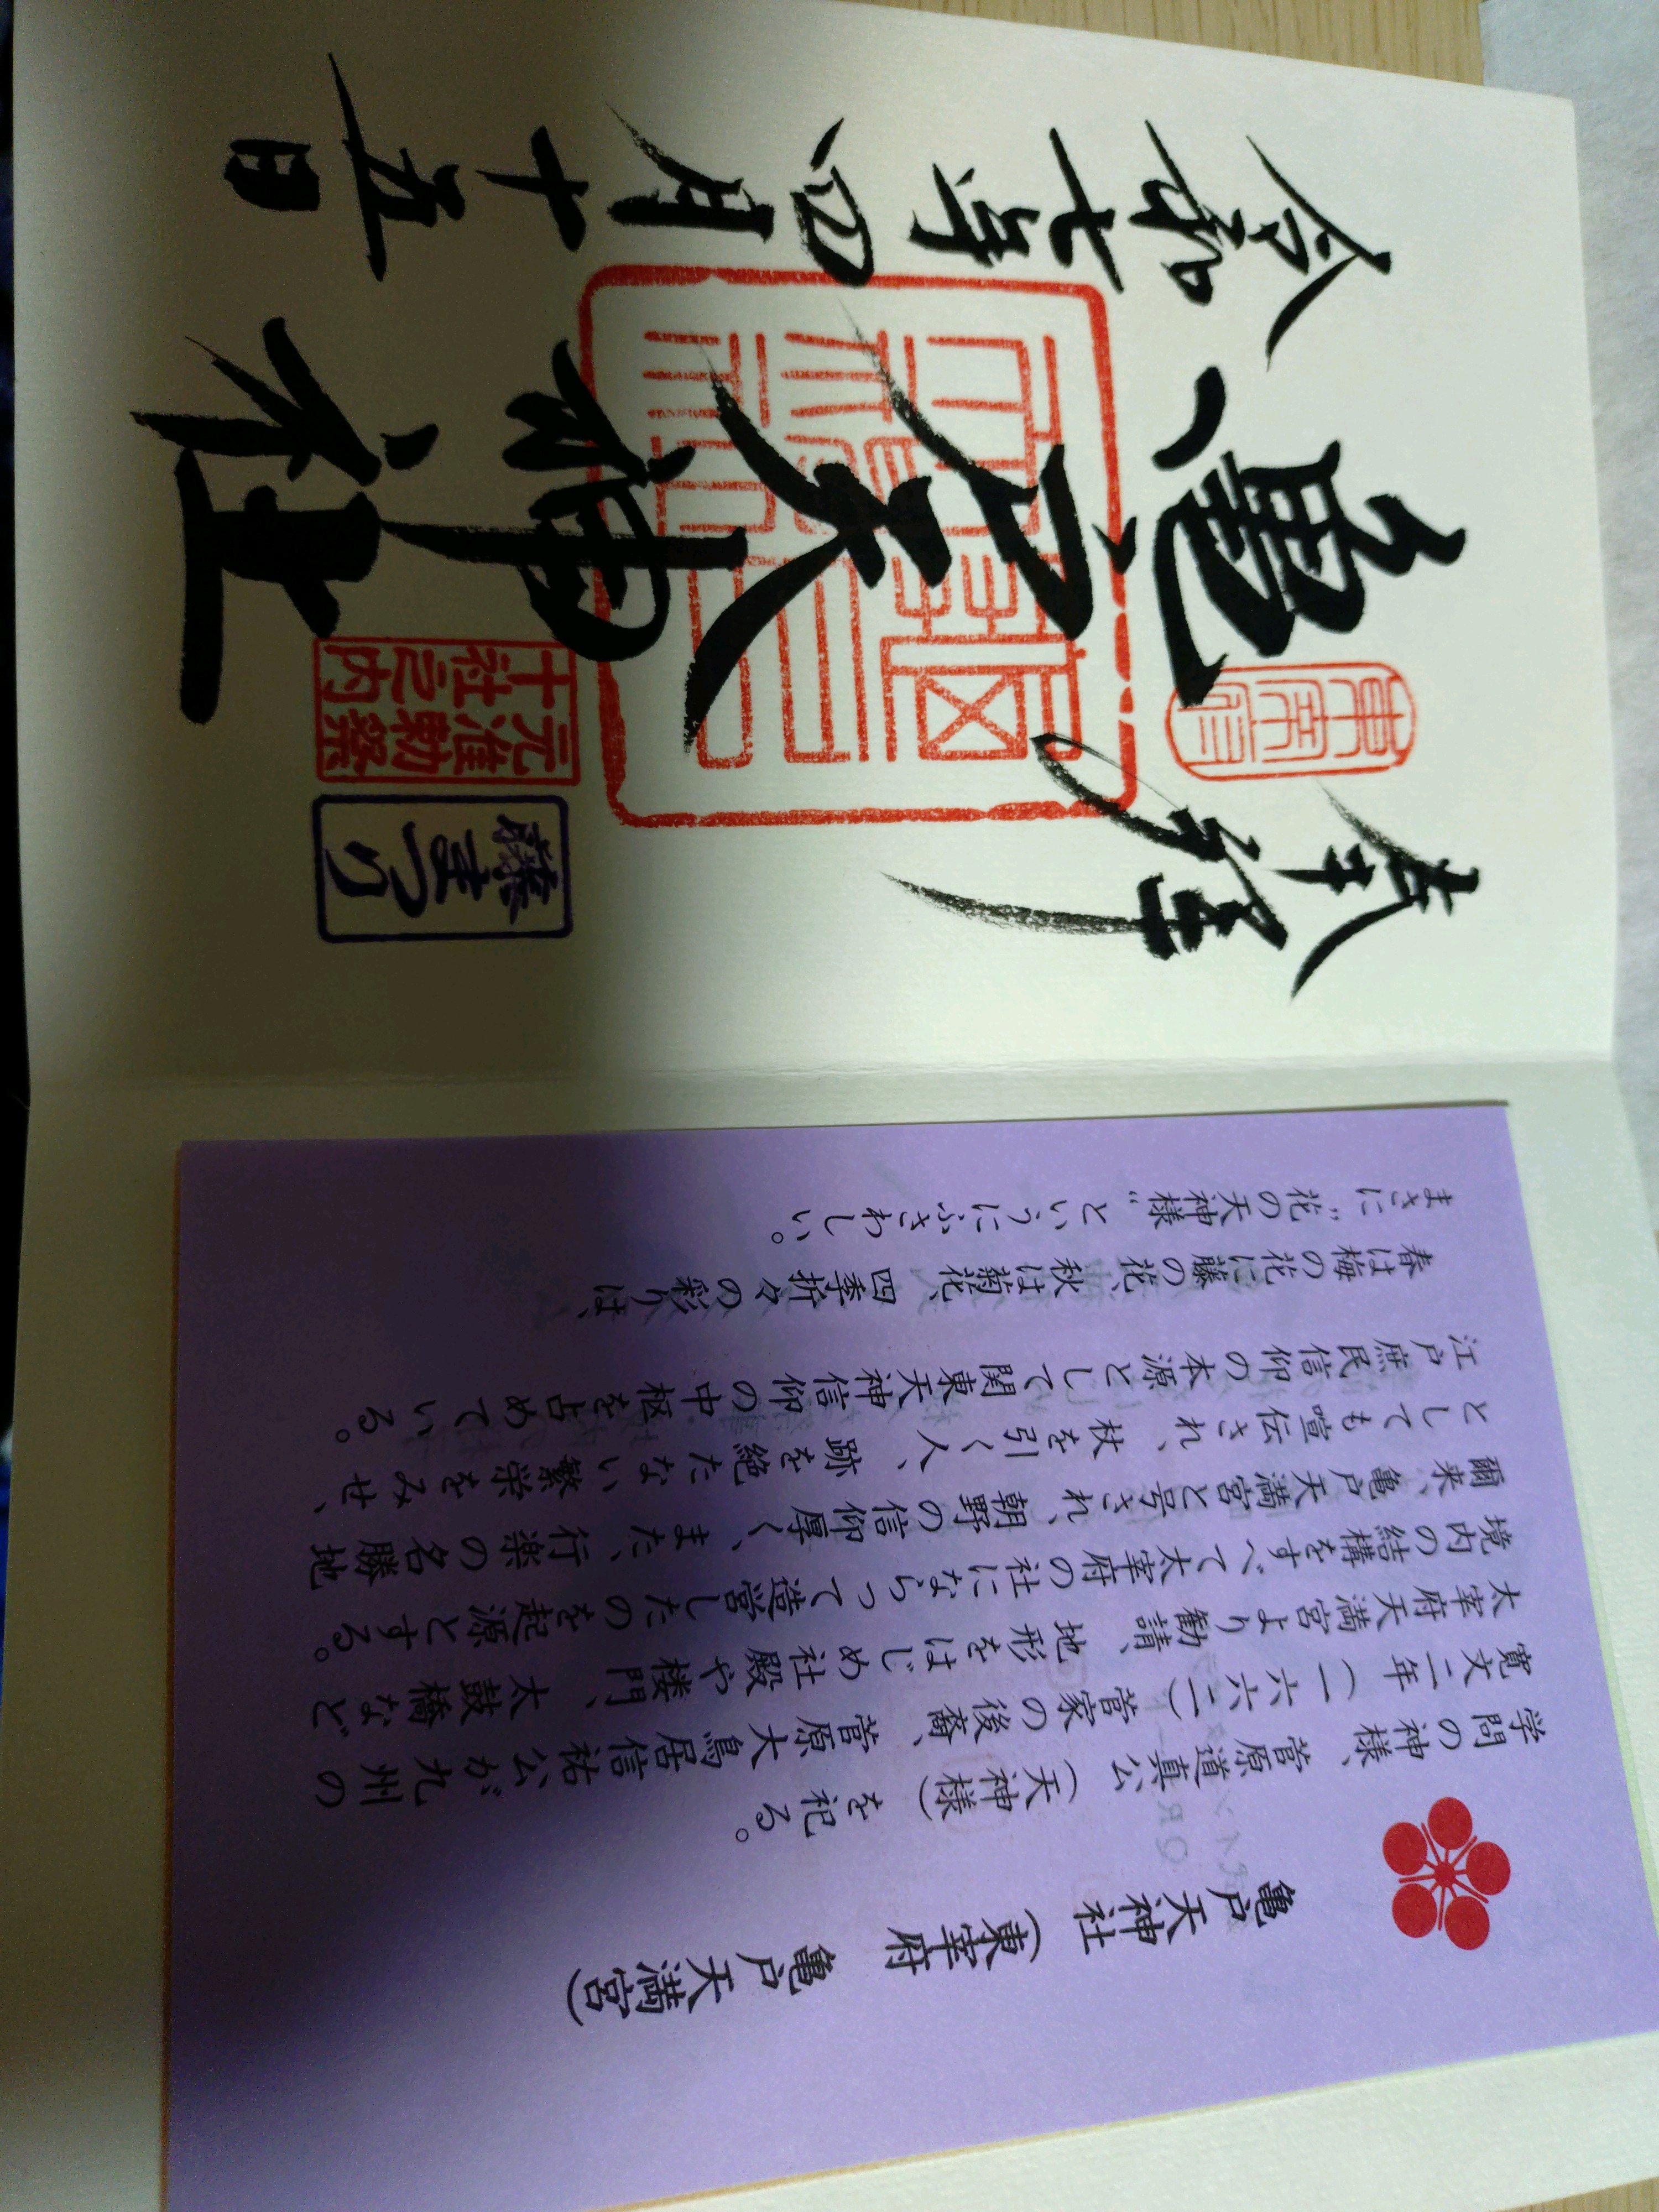 亀戸天神社(東宰府 亀戸天満宮)
学問の神様、菅原道真公(天神様)を祀る。
寛文二年(一六六二)菅家の後裔、菅原大鳥居信祐公が九州の
太宰府天満宮より勧請、地形をはじめ社殿や楼門、太鼓橋など
境内の結構をすべて太宰府の社にならって造営したのを起源とする。
爾来、亀戸天満宮と号され、朝野の信仰厚く、また、行楽の名勝地
としても喧伝され、杖を引く人、跡を絶たない繁栄をみせ、
江戸庶民信仰の本源として関東天神信仰の中枢を占めている。
春は梅の花に藤の花、秋は菊花、四季折々の彩りは、
まさに“花の天神様“というにふさわしい。
奉拝
藤まつり
東宰府
元准勅祭
十社之内
亀戸天神社
令和七年四月十五日